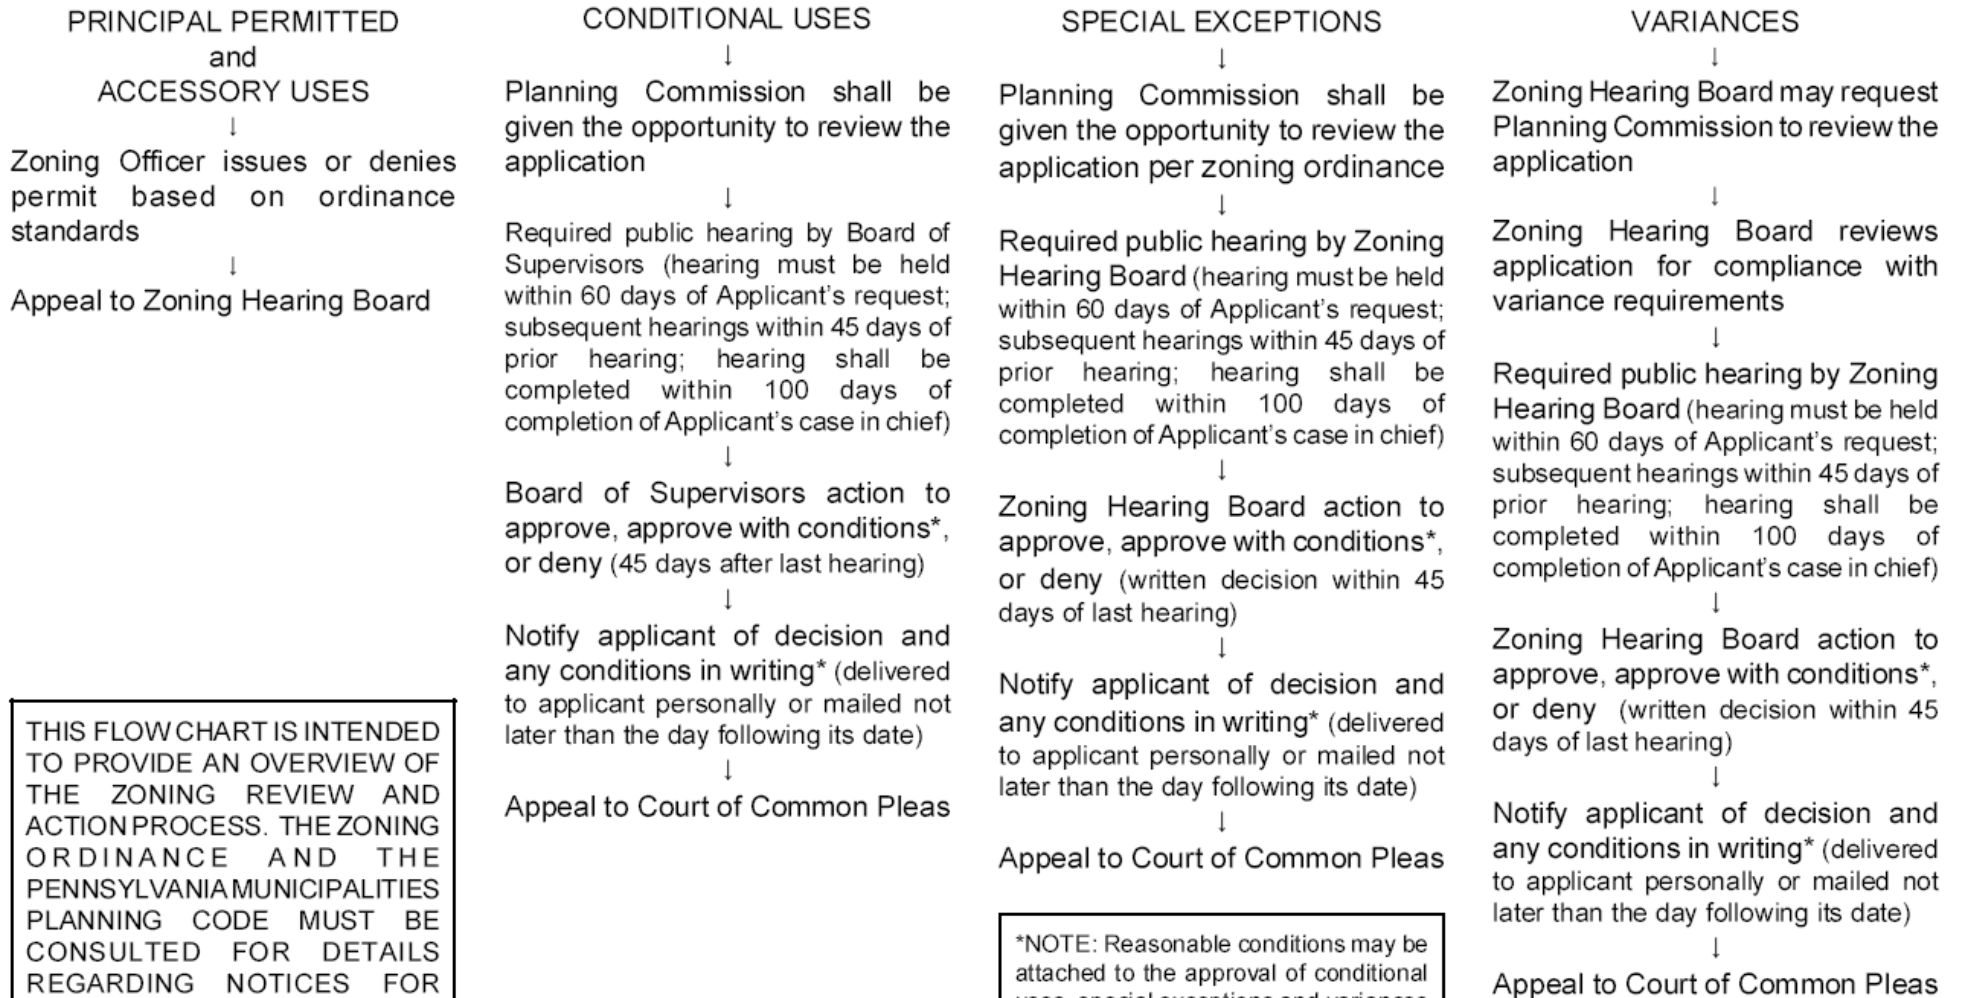 PRINCIPAL PERMITTED
and
ACCESSORY USES
↓
Zoning Officer issues or denies
permit based on ordinance
standards
↓
Appeal to Zoning Hearing Board
THIS FLOW CHART IS INTENDED
TO PROVIDE AN OVERVIEW OF
THE ZONING REVIEW AND
ACTION PROCESS. THE ZONING
ORDINANCE AND THE
PENNSYLVANIA MUNICIPALITIES
PLANNING CODE MUST BE
CONSULTED FOR DETAILS
REGARDING NOTICES FOR
CONDITIONAL USES
↓
Planning Commission shall be
given the opportunity to review the
application
↓
Required public hearing by Board of
Supervisors (hearing must be held
within 60 days of Applicant's request;
subsequent hearings within 45 days of
prior hearing; hearing shall be
completed within 100 days of
completion of Applicant's case in chief)
↓
Board of Supervisors action to
approve, approve with conditions*,
or deny (45 days after last hearing)
↓
Notify applicant of decision and
any conditions in writing* (delivered
to applicant personally or mailed not
later than the day following its date)
↓
Appeal to Court of Common Pleas
SPECIAL EXCEPTIONS
↓
Planning Commission shall be
given the opportunity to review the
application per zoning ordinance
↓
Required public hearing by Zoning
Hearing Board (hearing must be held
within 60 days of Applicant's request;
subsequent hearings within 45 days of
prior hearing; hearing shall be
completed within 100 days of
completion of Applicant's case in chief)
↓
Zoning Hearing Board action to
approve, approve with conditions*,
or deny (written decision within 45
days of last hearing)
↓
Notify applicant of decision and
any conditions in writing* (delivered
to applicant personally or mailed not
later than the day following its date)
↓
Appeal to Court of Common Pleas
*NOTE: Reasonable conditions may be
attached to the approval of conditional
uses, special exceptions and variances
VARIANCES
↓
Zoning Hearing Board may request
Planning Commission to review the
application
↓
Zoning Hearing Board reviews
application for compliance with
variance requirements
↓
Required public hearing by Zoning
Hearing Board (hearing must be held
within 60 days of Applicant's request;
subsequent hearings within 45 days of
prior hearing; hearing shall be
completed within 100 days of
completion of Applicant's case in chief)
↓
Zoning Hearing Board action to
approve, approve with conditions*,
or deny (written decision within 45
days of last hearing)
↓
Notify applicant of decision and
any conditions in writing* (delivered
to applicant personally or mailed not
later than the day following its date)
↓
Appeal to Court of Common Pleas